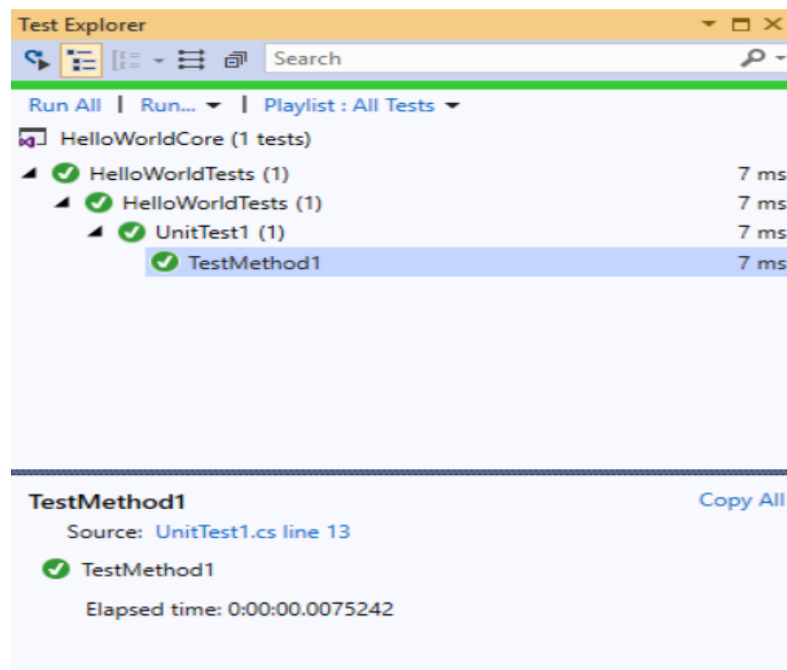 Test Explorer
Search
Run All | Run... | Playlist : All Tests
HelloWorldCore (1 tests)
HelloWorldTests (1) 7 ms
HelloWorldTests (1) 7 ms
UnitTest1 (1) 7 ms
TestMethod1 7 ms
TestMethod1 Copy All
Source: UnitTest1.cs line 13
TestMethod1
Elapsed time: 0:00:00.0075242